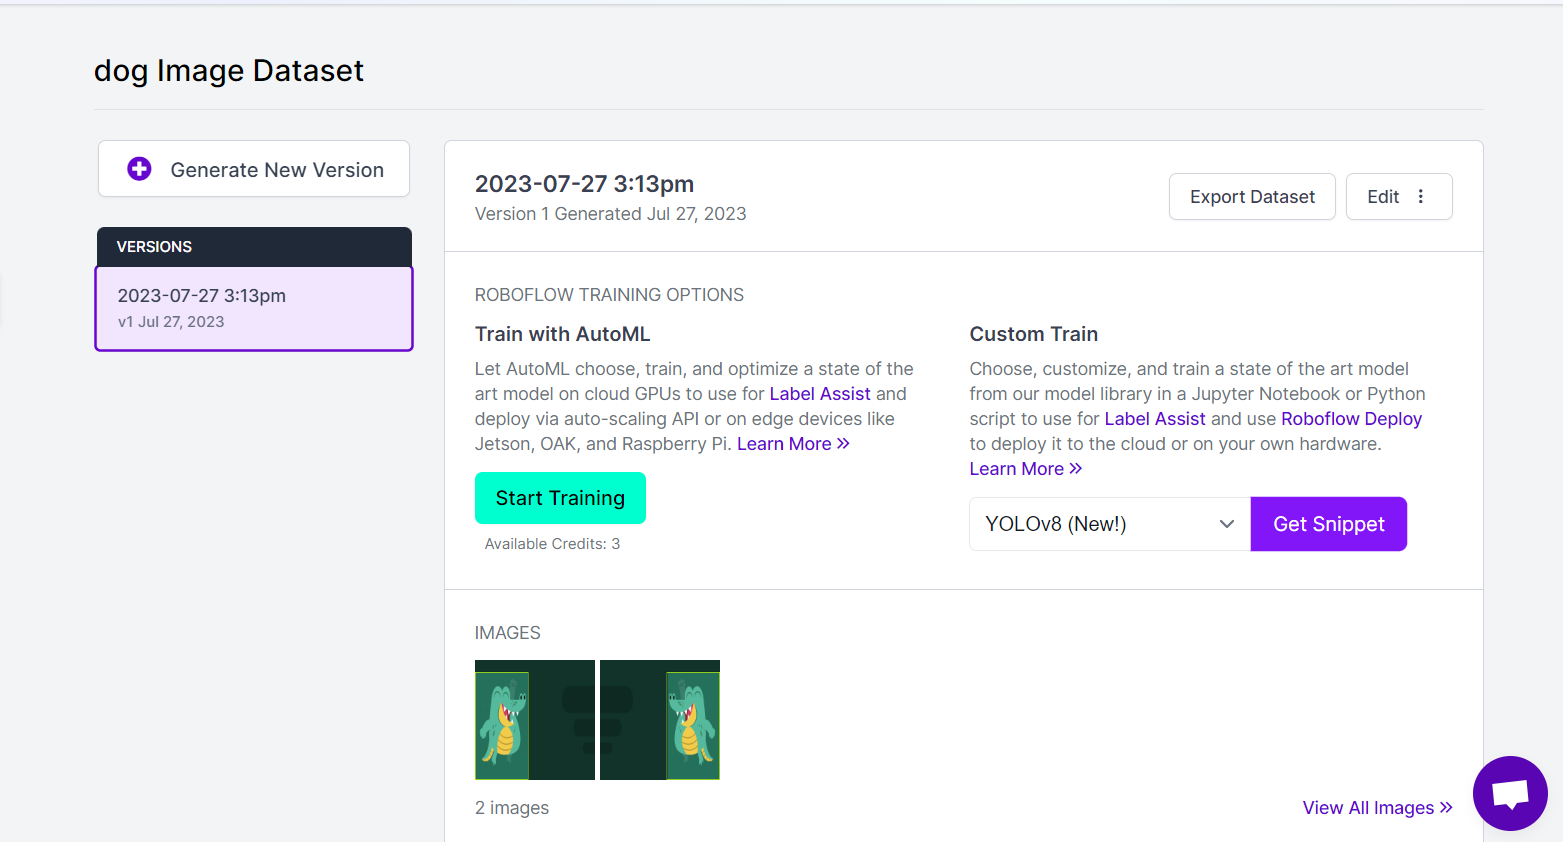 dog Image Dataset
Generate New Version
VERSIONS
2023-07-27 3:13pm
v1 Jul 27, 2023
2023-07-27 3:13pm
Version 1 Generated Jul 27, 2023
Export Dataset
Edit
ROBOFLOW TRAINING OPTIONS
Train with AutoML
Let AutoML choose, train, and optimize a state of the
art model on cloud GPUs to use for Label Assist and
deploy via auto-scaling API or on edge devices like
Jetson, OAK, and Raspberry Pi. Learn More »
Start Training
Available Credits: 3
Custom Train
Choose, customize, and train a state of the art model
from our model library in a Jupyter Notebook or Python
script to use for Label Assist and use Roboflow Deploy
to deploy it to the cloud or on your own hardware.
Learn More »
YOLOv8 (New!)
Get Snippet
IMAGES
2 images
View All Images »